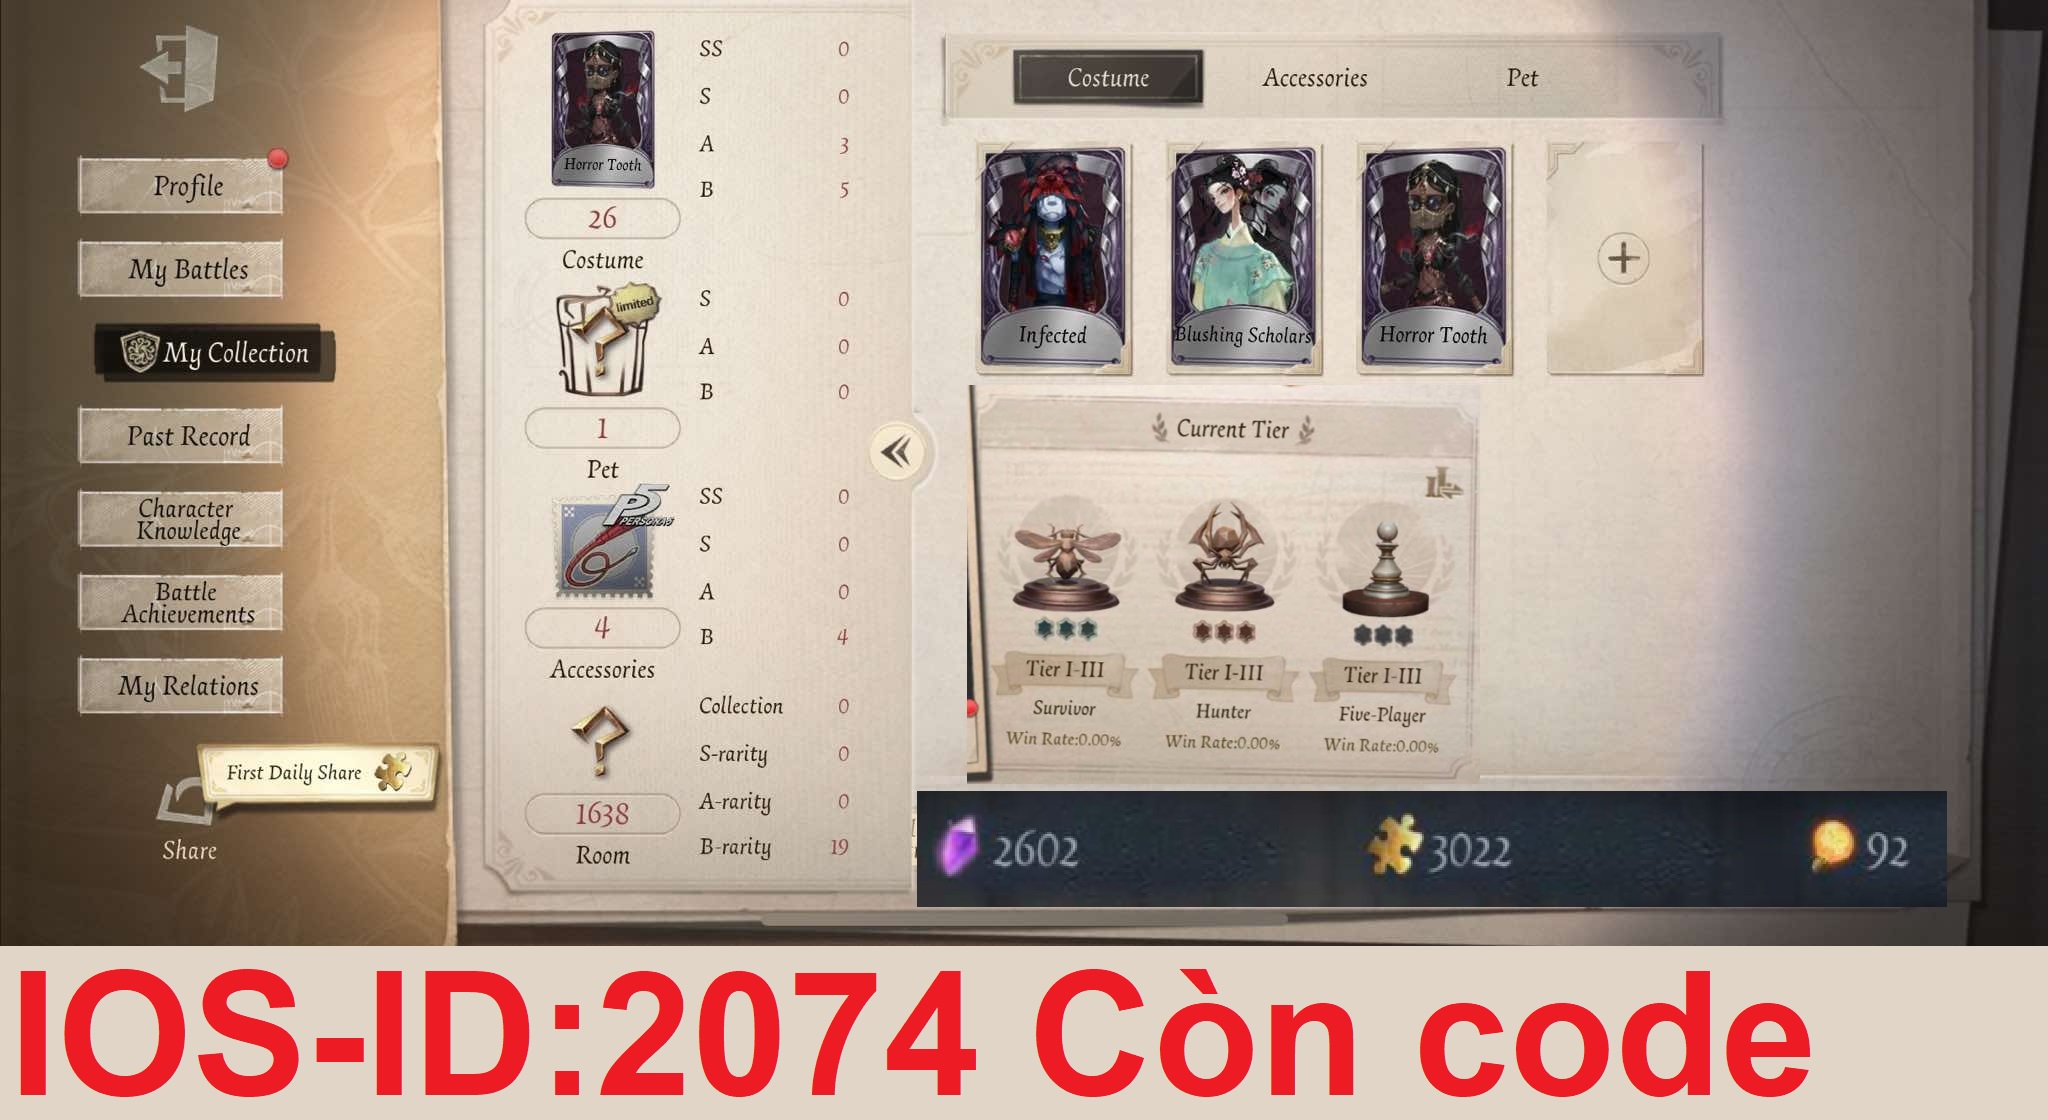 Profile
My Battles
My Collection
Past Record
Character
Knowledge
Battle
Achievements
My Relations
First Daily Share
Share
Horror Tooth
26
Costume
SS 0
S 0
A 3
B 5
limited
1
Pet
S 0
A 0
B 0
P5
PERSONA5
4
Accessories
SS 0
S 0
A 0
B 4
1638
Room
Collection 0
S-rarity 0
A-rarity 0
B-rarity 19
Costume Accessories Pet
Infected Blushing Scholars Horror Tooth
Current Tier
Tier I-III Tier I-III Tier I-III
Survivor Hunter Five-Player
Win Rate:0.00% Win Rate:0.00% Win Rate:0.00%
2602 3022 92
IOS-ID:2074 Còn code